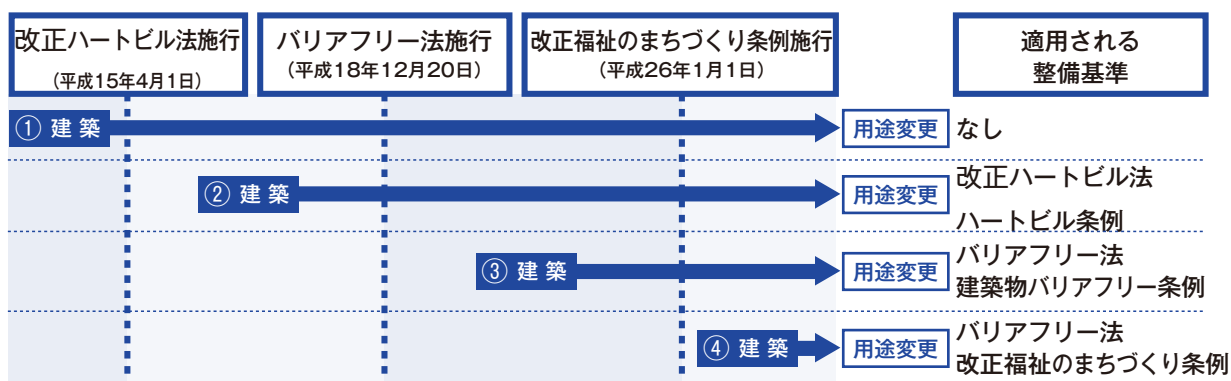 改正ハートビル法施行
（平成15年4月1日）
バリアフリー法施行
（平成18年12月20日）
改正福祉のまちづくり条例施行
（平成26年1月1日）
適用される
整備基準
① 建 築
用途変更
なし
② 建 築
用途変更
改正ハートビル法
ハートビル条例
③ 建 築
用途変更
バリアフリー法
建築物バリアフリー条例
④ 建 築
用途変更
バリアフリー法
改正福祉のまちづくり条例